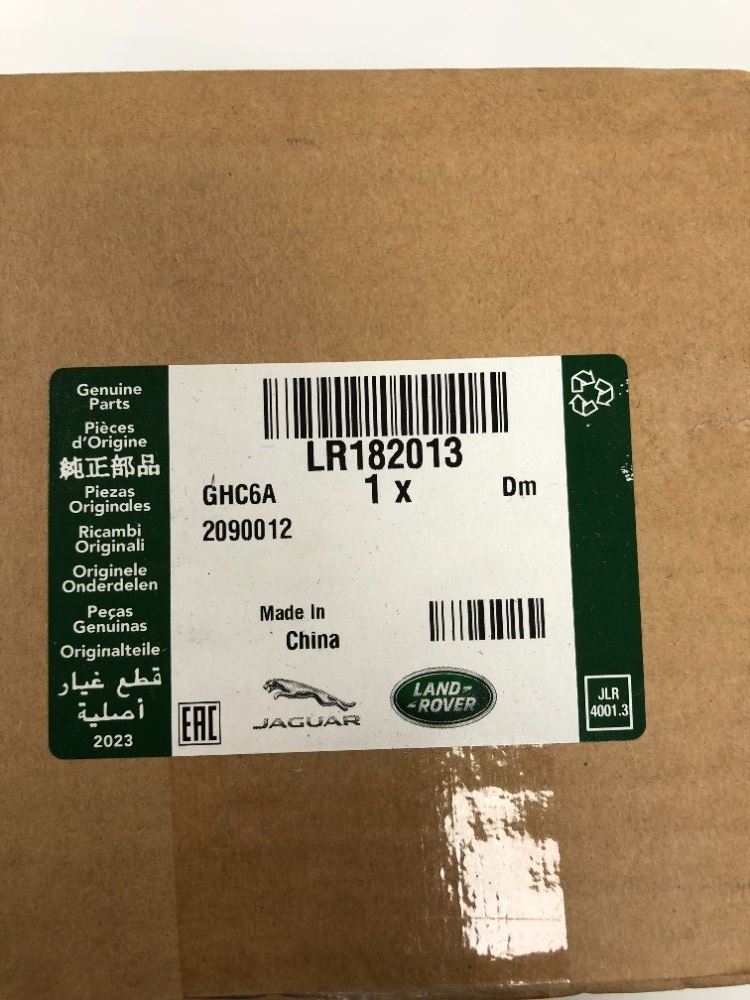 Genuine
Parts
Pièces
d'Origine
純正部品
Piezas
Originales
Ricambi
Originali
Originele
Onderdelen
Peças
Genuinas
Originalteile
قطع غيار
أصلية
2023
LR182013
GHC6A
1 x
Dm
2090012
Made In
China
EAC
JAGUAR
LAND-
-ROVER
JLR
4001.3